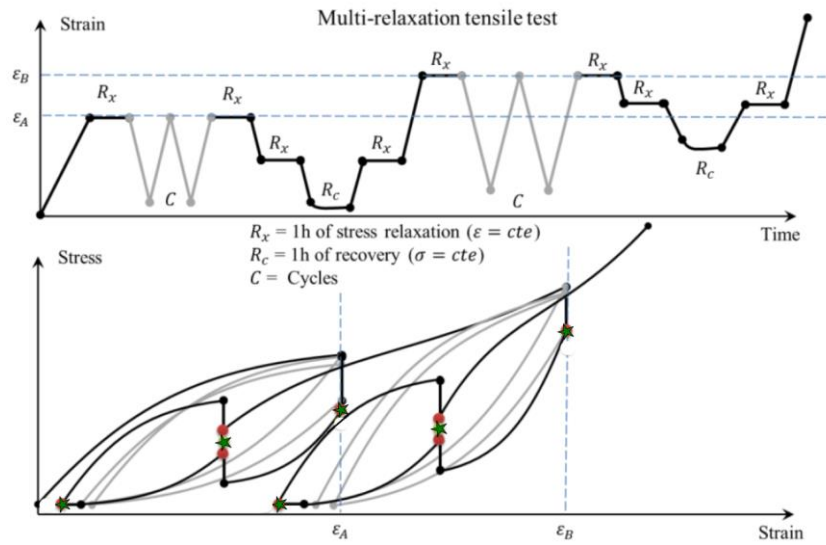 Multi-relaxation tensile test
Strain
ε_B
ε_A
R_x
R_x
R_x
R_c
R_x
R_x
R_x
R_x
R_x
R_c
C
C
Time
R_x = 1h of stress relaxation (ε = cte)
R_c = 1h of recovery (σ = cte)
C = Cycles
Stress
ε_A
ε_B
Strain